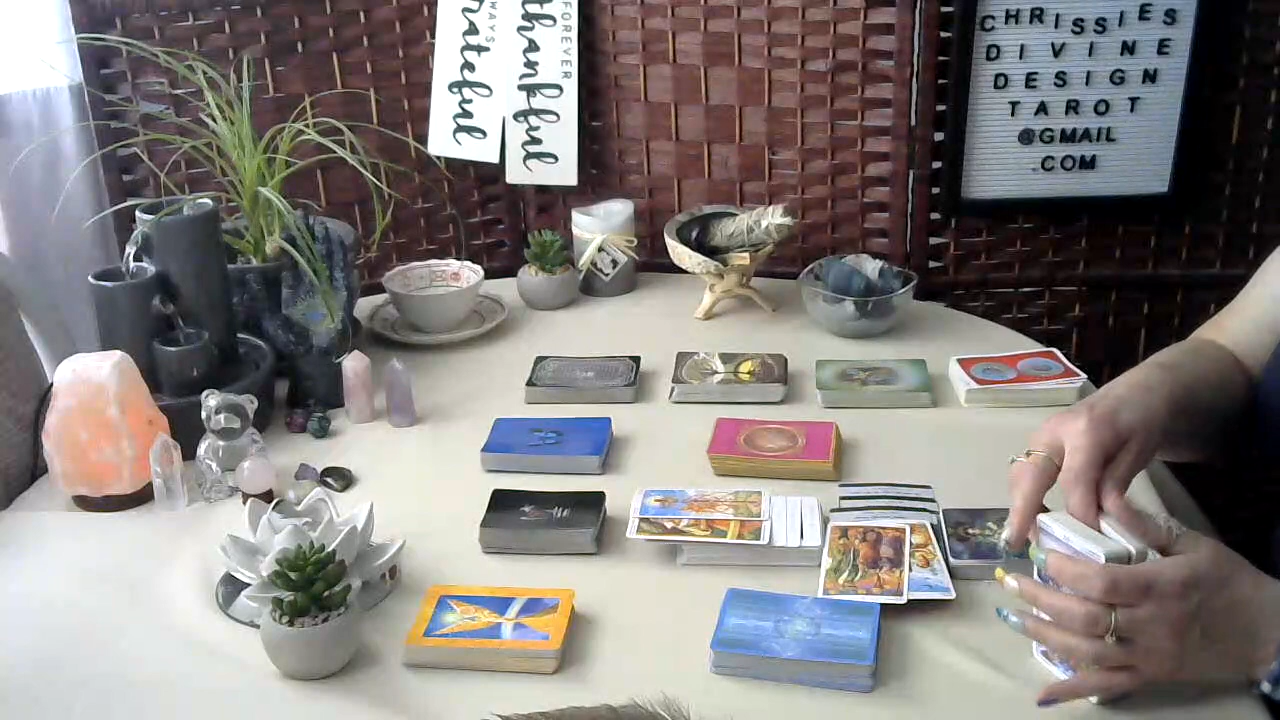 ALWAYS
grateful
FOREVER
thankful
CHRISSIES
DIVINE
DESIGN
TAROT
@GMAIL
.COM